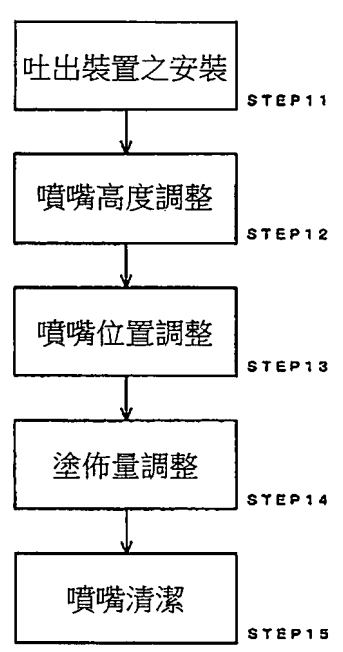 吐出裝置之安裝
STEP11
噴嘴高度調整
STEP12
噴嘴位置調整
STEP13
塗佈量調整
STEP14
噴嘴清潔
STEP15